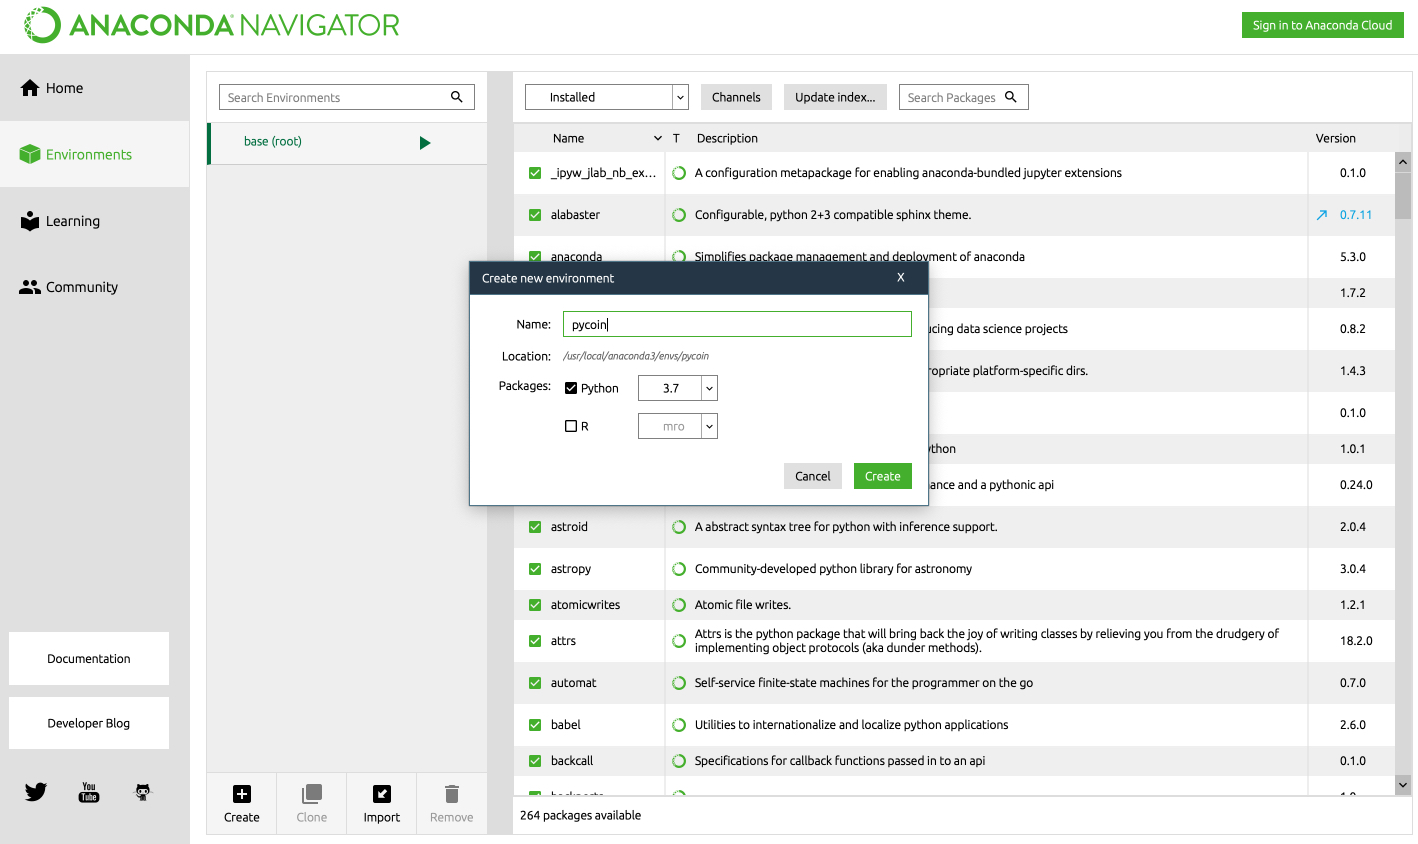 ANACONDA NAVIGATOR
Sign in to Anaconda Cloud
Home
Environments
Learning
Community
Documentation
Developer Blog
You
Tube
Search Environments
base (root)
Create
Clone
Import
Remove
Installed
Channels
Update index...
Search Packages
Name T Description Version
_ipyw_jlab_nb_ex... A configuration metapackage for enabling anaconda-bundled jupyter extensions 0.1.0
alabaster Configurable, python 2+3 compatible sphinx theme. 0.7.11
anaconda Simplifies package management and deployment of anaconda 5.3.0
1.7.2
ucing data science projects 0.8.2
ropriate platform-specific dirs. 1.4.3
0.1.0
ython 1.0.1
ance and a pythonic api 0.24.0
astroid A abstract syntax tree for python with inference support. 2.0.4
astropy Community-developed python library for astronomy 3.0.4
atomicwrites Atomic file writes. 1.2.1
attrs Attrs is the python package that will bring back the joy of writing classes by relieving you from the drudgery of
implementing object protocols (aka dunder methods). 18.2.0
automat Self-service finite-state machines for the programmer on the go 0.7.0
babel Utilities to internationalize and localize python applications 2.6.0
backcall Specifications for callback functions passed in to an api 0.1.0
264 packages available
Create new environment X
Name: pycoin
Location: /usr/local/anaconda3/envs/pycoin
Packages: Python 3.7
R mro
Cancel Create